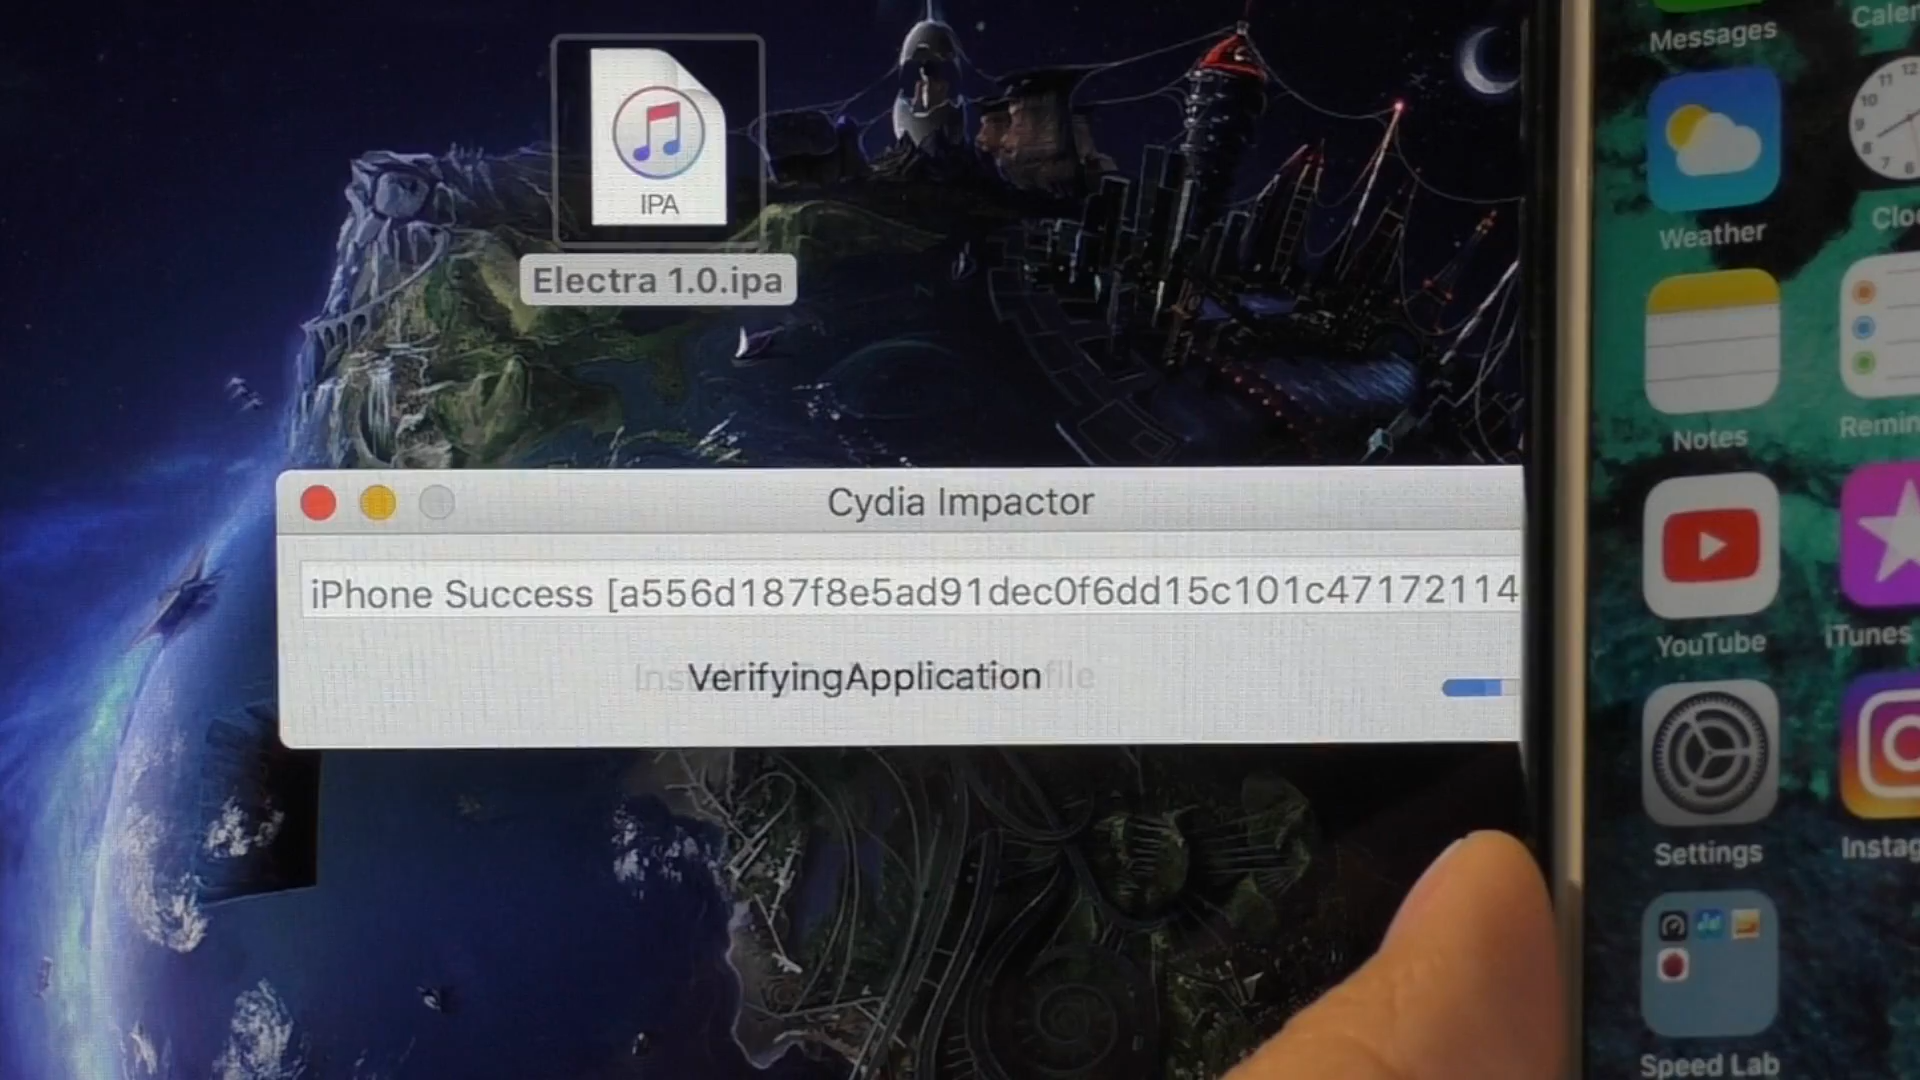 IPA
Electra 1.0.ipa
Cydia Impactor
iPhone Success [a556d187f8e5ad91dec0f6dd15c101c47172114
VerifyingApplication
Messages
Weather
Notes
YouTube
iTunes
Settings
Speed Lab